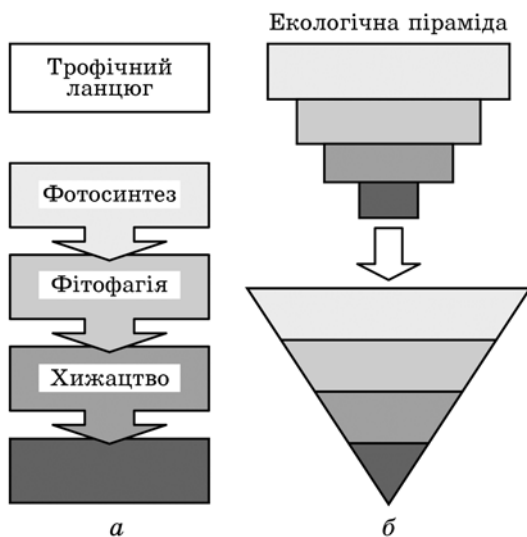 Екологічна піраміда
Трофічний
ланцюг
Фотосинтез
Фітофагія
Хижацтво
а
б